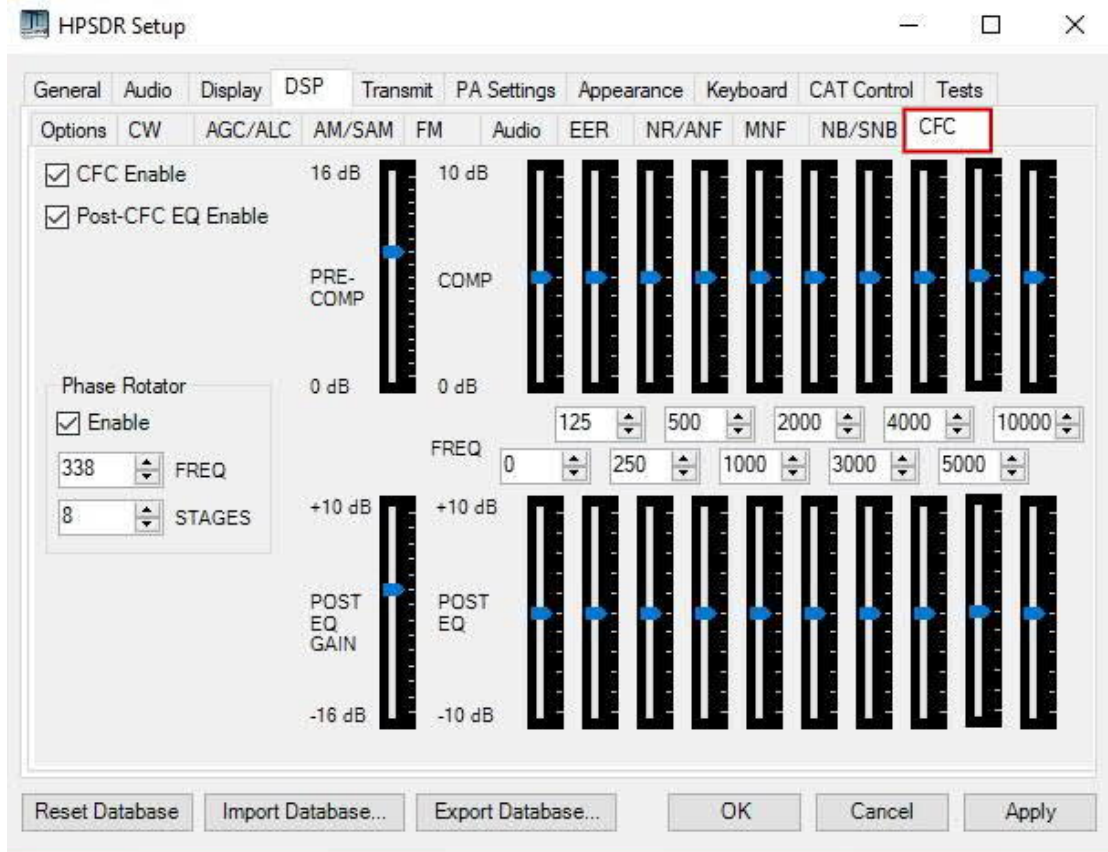 HPSDR Setup
General Audio Display DSP Transmit PA Settings Appearance Keyboard CAT Control Tests
Options CW AGC/ALC AM/SAM FM Audio EER NR/ANF MNF NB/SNB CFC
CFC Enable 16 dB 10 dB
Post-CFC EQ Enable
PRE-
COMP
COMP
Phase Rotator 0 dB 0 dB
Enable
125 500 2000 4000 10000
FREQ
0 250 1000 3000 5000
338 FREQ
8 STAGES
+10 dB +10 dB
POST
EQ
GAIN
POST
EQ
-16 dB -10 dB
Reset Database Import Database... Export Database... OK Cancel Apply